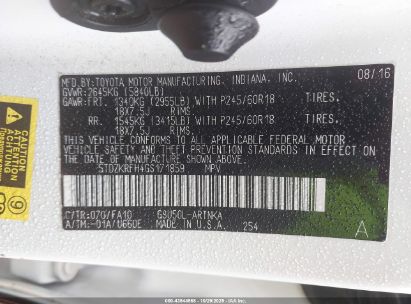 MFD.BY:TOYOTA MOTOR MANUFACTURING, INDIANA, INC. 08/16
GVWR:2645KG (5840LB)
GAWR:FRT. 1340KG (2955LB) WITH P245/60R18 TIRES,
18X7.5J RIMS,
RR. 1545KG (3415LB) WITH P245/60R18 TIRES,
18X7.5J RIMS,
THIS VEHICLE CONFORMS TO ALL APPLICABLE FEDERAL MOTOR
VEHICLE SAFETY AND THEFT PREVENTION STANDARDS IN EFFECT
ON THE DATE OF MANUFACTURE SHOWN ABOVE.
MPV
C/TR:070/FA10
A/TM:-01A/U660E MADE IN U.S.A. 254
A
ACHTUNG